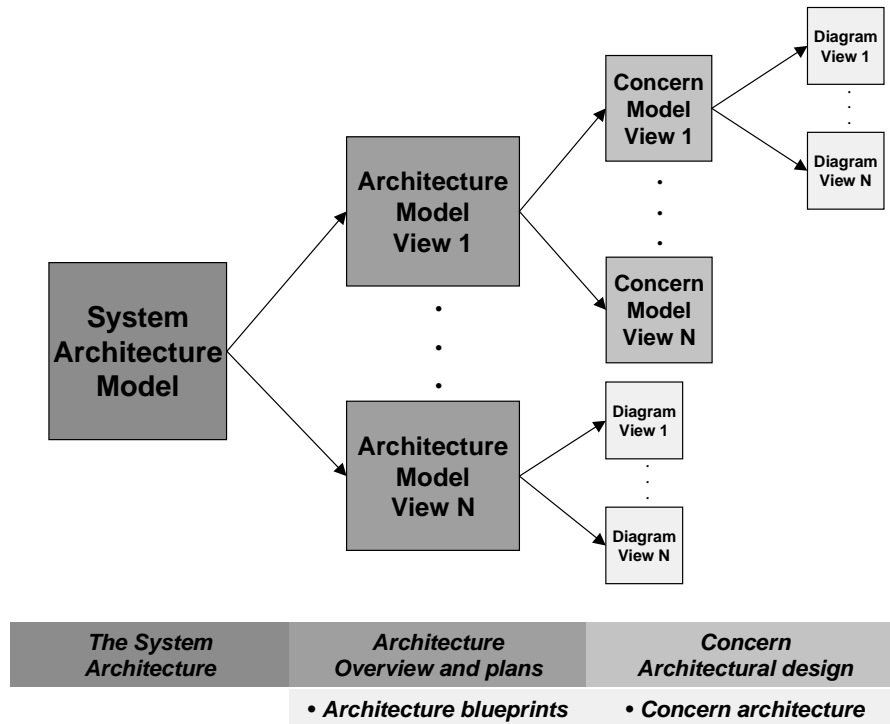 Diagram
View 1
Concern
Model
View 1
Diagram
View N
Architecture
Model
View 1
Concern
Model
View N
System
Architecture
Model
Diagram
View 1
Architecture
Model
View N
Diagram
View N
The System
Architecture
Architecture
Overview and plans
Concern
Architectural design
• Architecture blueprints
• Concern architecture